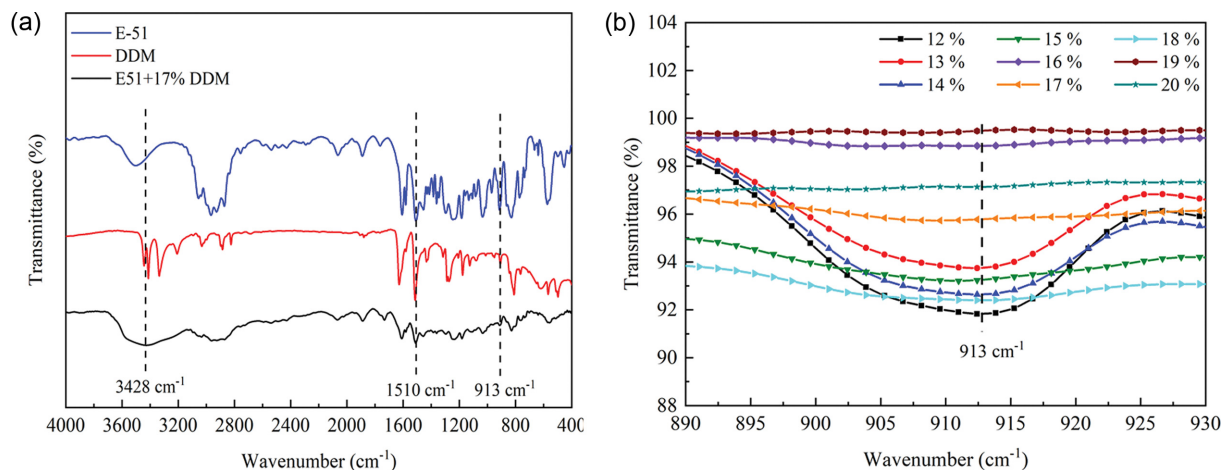 (a)
E-51
DDM
E51+17% DDM
Transmittance (%)
3428 cm⁻¹
1510 cm⁻¹
913 cm⁻¹
4000 3600 3200 2800 2400 2000 1600 1200 800 400
Wavenumber (cm⁻¹)
(b)
104
102
100
98
96
94
92
90
88
Transmittance (%)
12 % 15 % 18 %
13 % 16 % 19 %
14 % 17 % 20 %
913 cm⁻¹
890 895 900 905 910 915 920 925 930
Wavenumber (cm⁻¹)